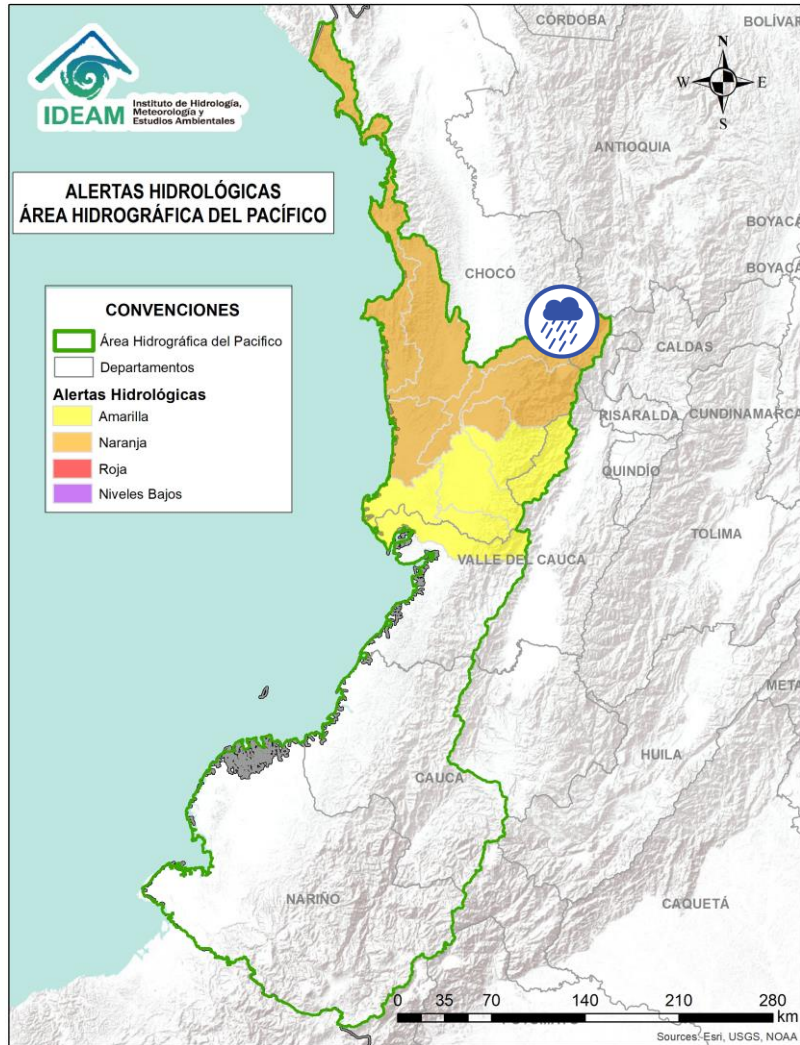 CÓRDOBA
BOLÍVAR
N
W
E
S
IDEAM
Instituto de Hidrología,
Meteorología y
Estudios Ambientales
ANTIOQUIA
ALERTAS HIDROLÓGICAS
ÁREA HIDROGRÁFICA DEL PACÍFICO
BOYACÁ
CHOCÓ
BOYACÁ
CONVENCIONES
Área Hidrográfica del Pacifico
Departamentos
Alertas Hidrológicas
Amarilla
Naranja
Roja
Niveles Bajos
CALDAS
RISARALDA
CUNDINAMARCA
QUINDÍO
TOLIMA
VALLE DEL CAUCA
META
HUILA
CAUCA
NARIÑO
CAQUETÁ
0 35 70 140 210 280
km
Sources: Esri, USGS, NOAA